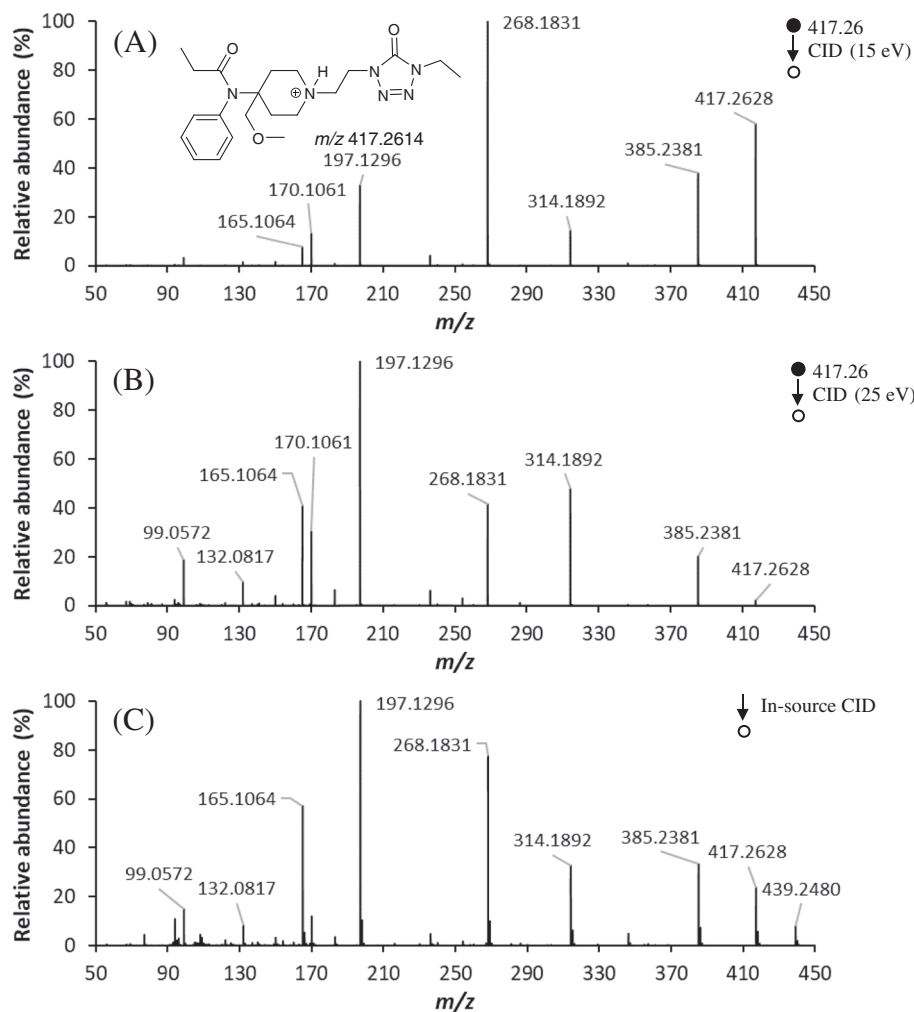 Relative abundance (%)
100
80
60
40
20
0
(A)
O
N
O
H
N
+
O
N
N
N=N
m/z 417.2614
268.1831
417.26
CID (15 eV)
417.2628
385.2381
314.1892
197.1296
170.1061
165.1064
50 90 130 170 210 250 290 330 370 410 450
m/z
Relative abundance (%)
100
80
60
40
20
0
(B)
197.1296
417.26
CID (25 eV)
170.1061
165.1064
99.0572
132.0817
268.1831
314.1892
385.2381
417.2628
50 90 130 170 210 250 290 330 370 410 450
m/z
Relative abundance (%)
100
80
60
40
20
0
(C)
197.1296
In-source CID
268.1831
165.1064
99.0572
132.0817
314.1892
385.2381
417.2628
439.2480
50 90 130 170 210 250 290 330 370 410 450
m/z